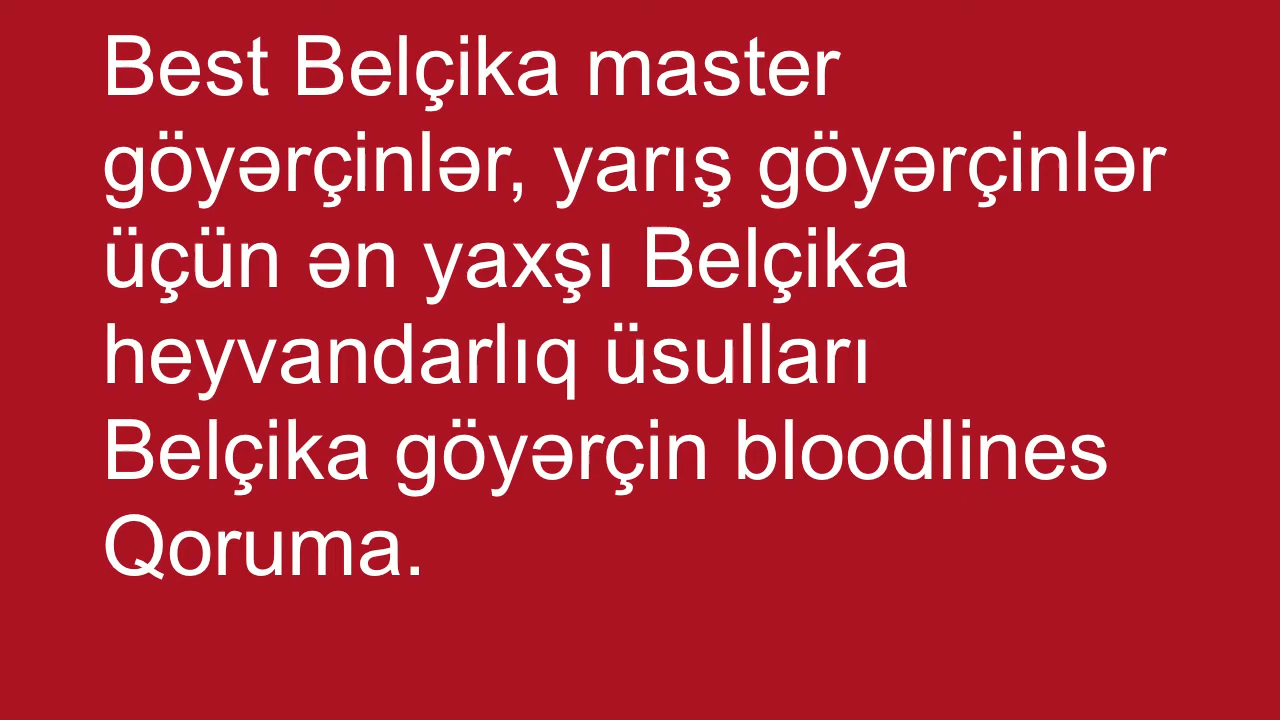 Best Belçika master
göyərçinlər, yarış göyərçinlər
üçün ən yaxşı Belçika
heyvandarlıq üsulları
Belçika göyərçin bloodlines
Qoruma.